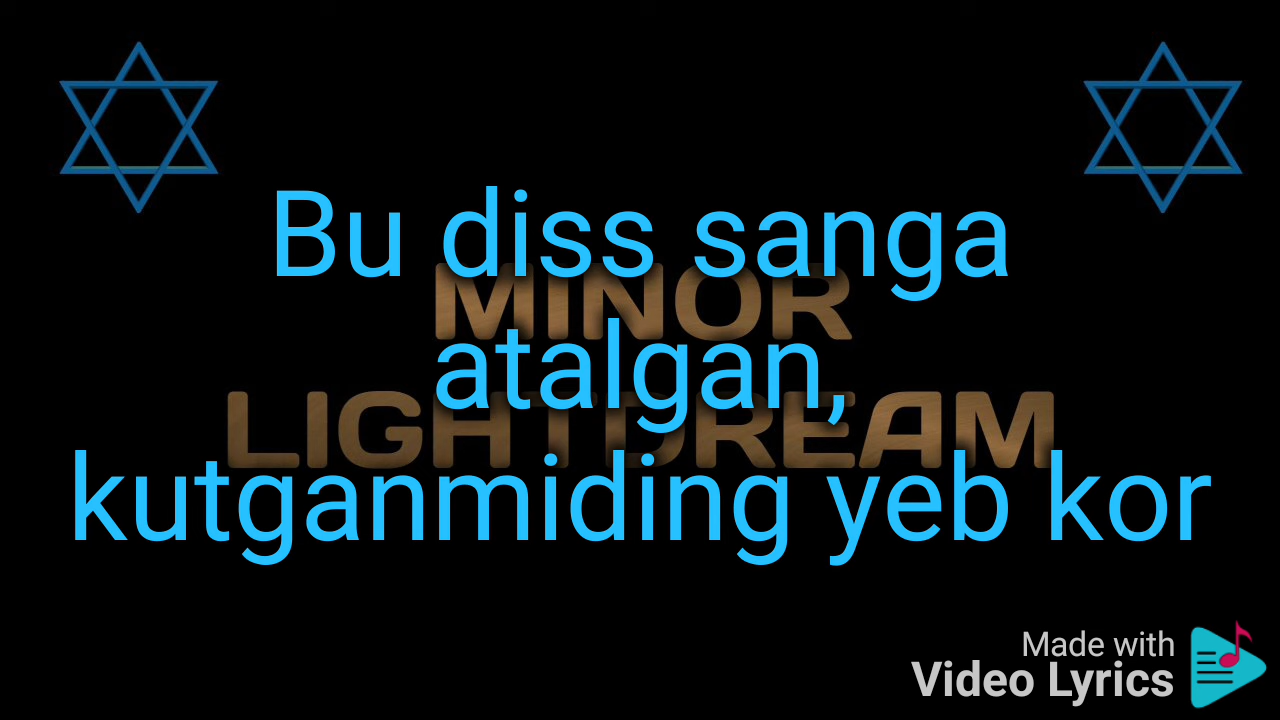 Bu diss sanga
MINOR
atalgan,
LIGHTDREAM
kutganmiding yeb kor
Made with
Video Lyrics